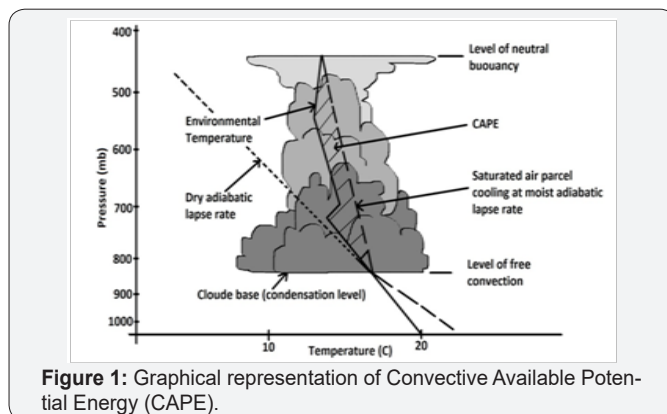 400
500
600
700
800
900
1000
Pressure (mb)
10
20
Temperature (C)
Environmental
Temperature
Dry adiabatic
lapse rate
Cloude base (condensation level)
Level of neutral
buouancy
CAPE
Saturated air parcel
cooling at moist adiabatic
lapse rate
Level of free
convection
Figure 1: Graphical representation of Convective Available Poten-
tial Energy (CAPE).